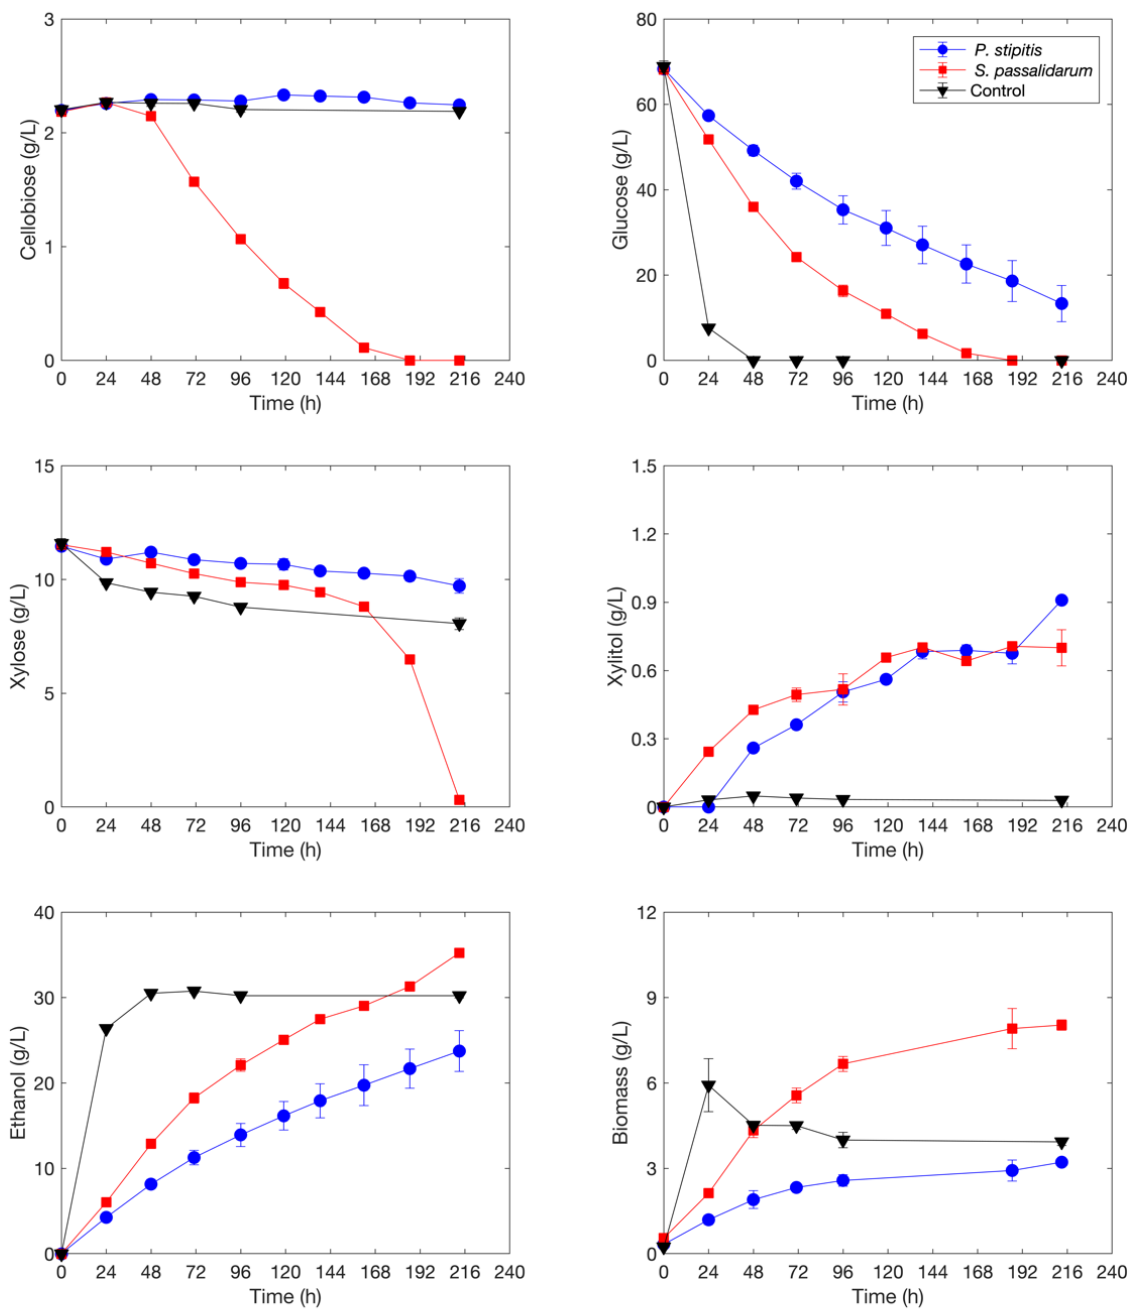 3
2
1
0
Cellobiose (g/L)
0 24 48 72 96 120 144 168 192 216 240
Time (h)
80
60
40
20
0
Glucose (g/L)
P. stipitis
S. passalidarum
Control
0 24 48 72 96 120 144 168 192 216 240
Time (h)
15
10
5
0
Xylose (g/L)
0 24 48 72 96 120 144 168 192 216 240
Time (h)
1.5
1.2
0.9
0.6
0.3
0
Xylitol (g/L)
0 24 48 72 96 120 144 168 192 216 240
Time (h)
40
30
20
10
0
Ethanol (g/L)
0 24 48 72 96 120 144 168 192 216 240
Time (h)
12
9
6
3
0
Biomass (g/L)
0 24 48 72 96 120 144 168 192 216 240
Time (h)